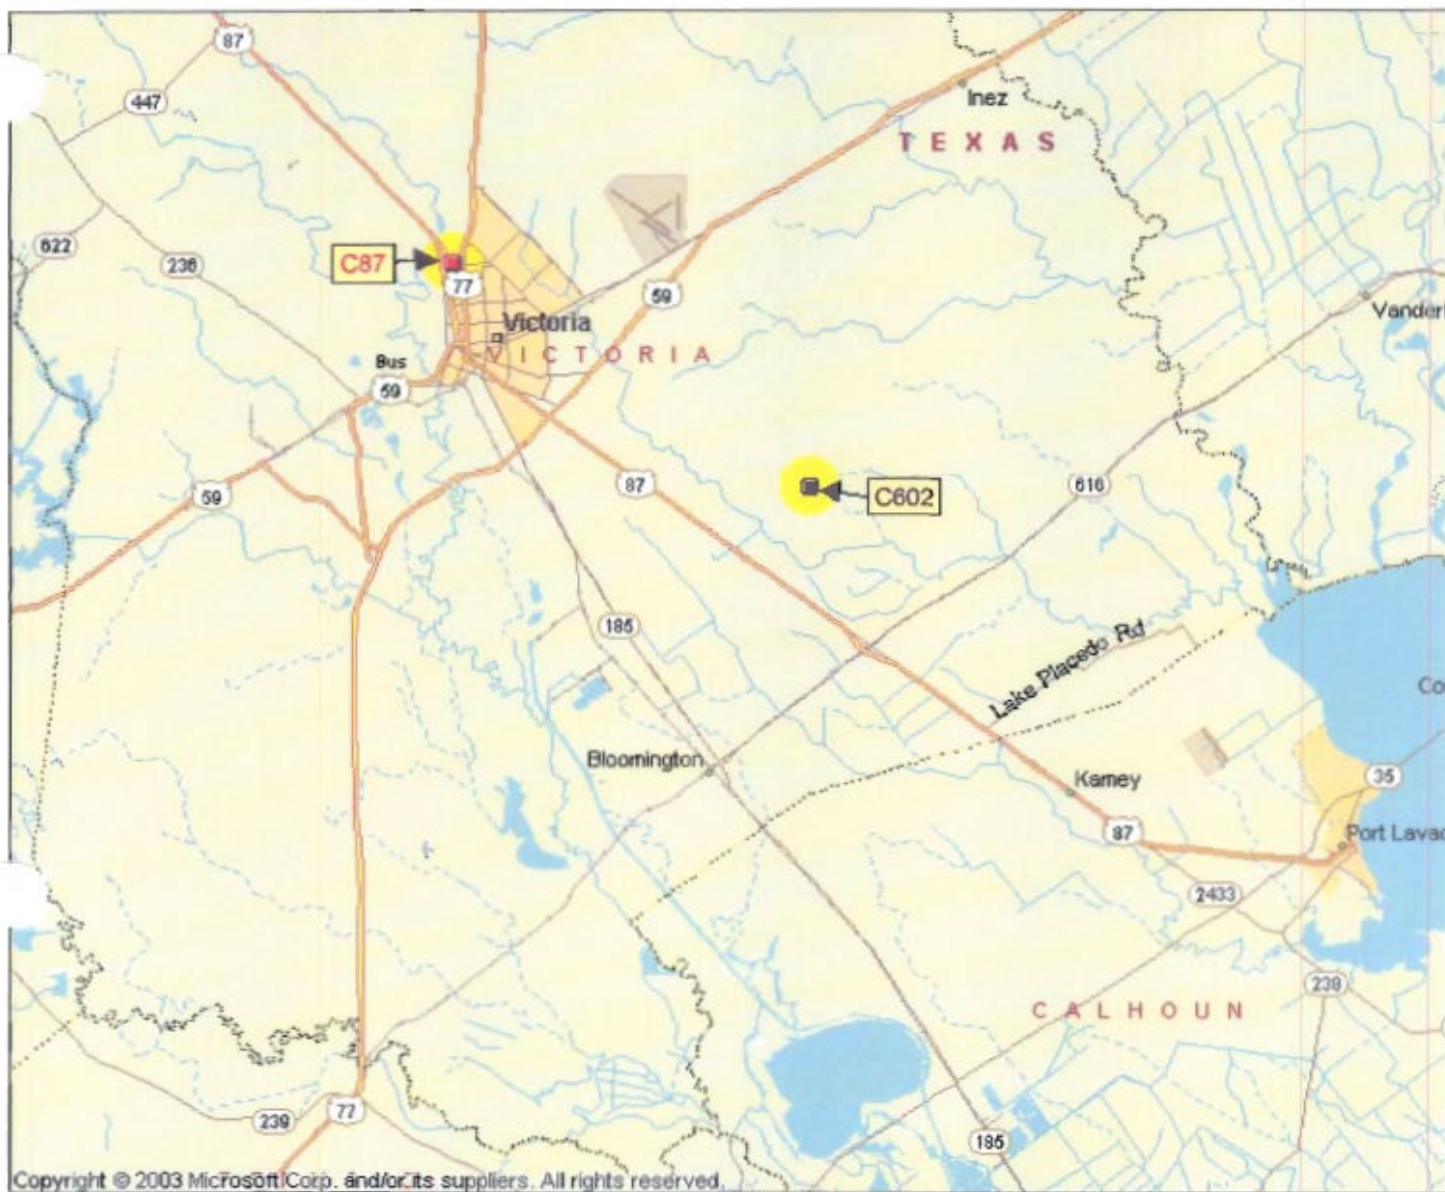 87
447
Inez
TEXAS
622
236
C87
77
59
Vander
Victoria
VICTORIA
Bus
59
59
87
C602
616
185
Lake Placedo Rd
Co
Bloomington
Kamey
35
87
Port Lavac
2433
238
CALHOUN
239
77
185
Copyright © 2003 Microsoft Corp. and/or its suppliers. All rights reserved.